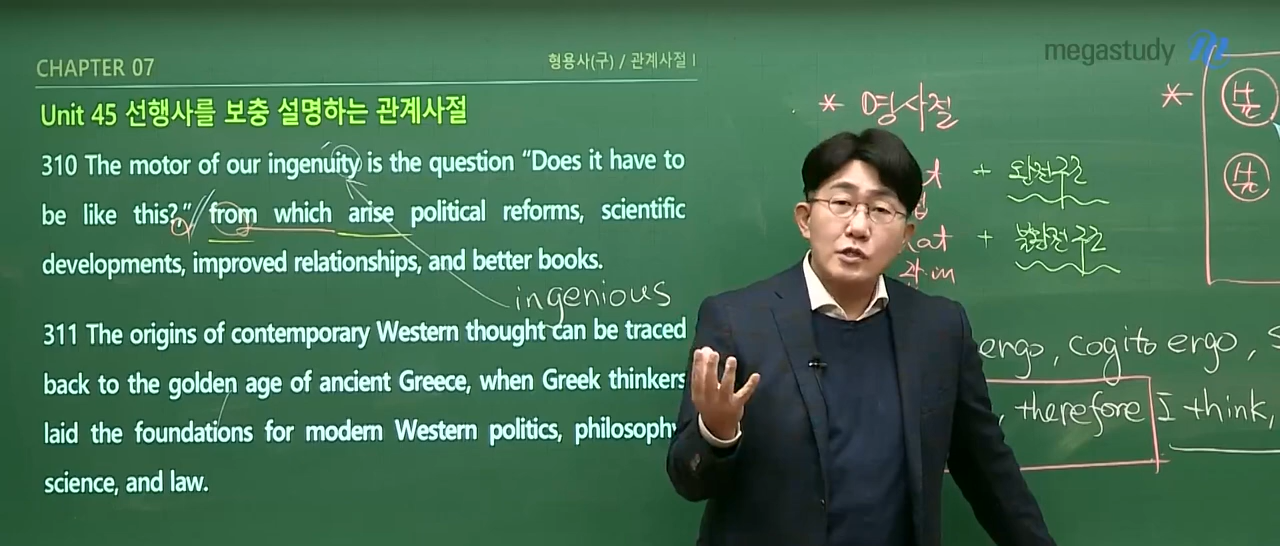 CHAPTER 07
형용사(구) / 관계사절 I
Unit 45 선행사를 보충 설명하는 관계사절
310 The motor of our ingenuity is the question “Does it have to
be like this?,” from which arise political reforms, scientific
developments, improved relationships, and better books.
ingenious
311 The origins of contemporary Western thought can be traced
back to the golden age of ancient Greece, when Greek thinkers
laid the foundations for modern Western politics, philosophy
science, and law.
megastudy
* 명사절
+ 완전구조
+ 불완전구조
*
ergo, cogito ergo, s
, therefore I think,